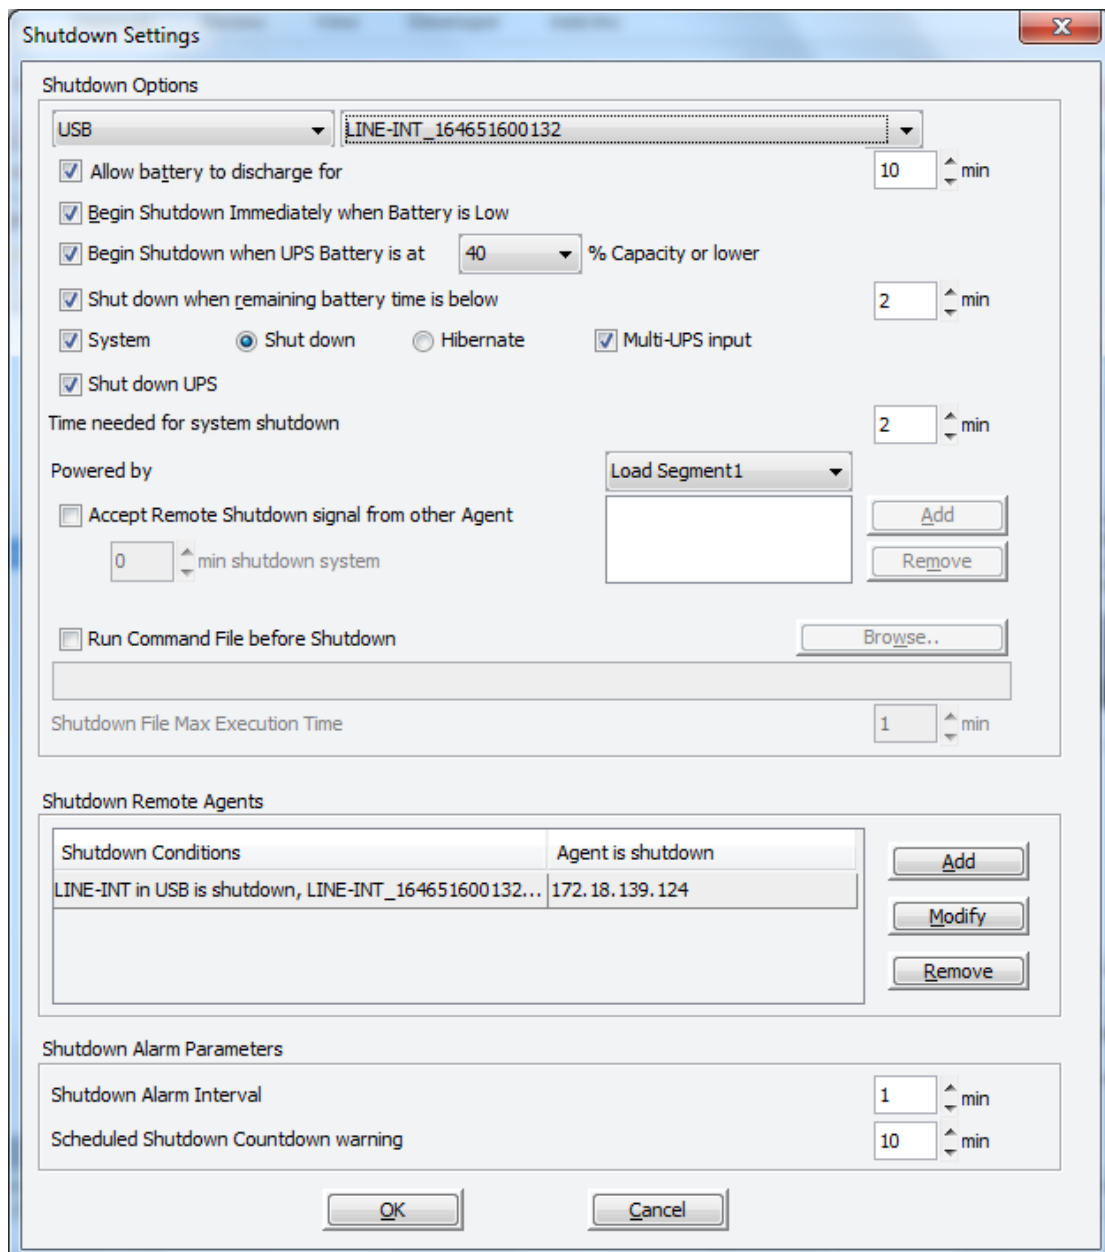 Shutdown Settings
Shutdown Options
USB LINE-INT_164651600132
Allow battery to discharge for 10 min
Begin Shutdown Immediately when Battery is Low
Begin Shutdown when UPS Battery is at 40 % Capacity or lower
Shut down when remaining battery time is below 2 min
System Shut down Hibernate Multi-UPS input
Shut down UPS
Time needed for system shutdown 2 min
Powered by Load Segment1
Accept Remote Shutdown signal from other Agent Add
0 min shutdown system Remove
Run Command File before Shutdown Browse..
Shutdown File Max Execution Time 1 min
Shutdown Remote Agents
Shutdown Conditions Agent is shutdown
Add
LINE-INT in USB is shutdown, LINE-INT_164651600132... 172.18.139.124
Modify
Remove
Shutdown Alarm Parameters
Shutdown Alarm Interval 1 min
Scheduled Shutdown Countdown warning 10 min
OK Cancel